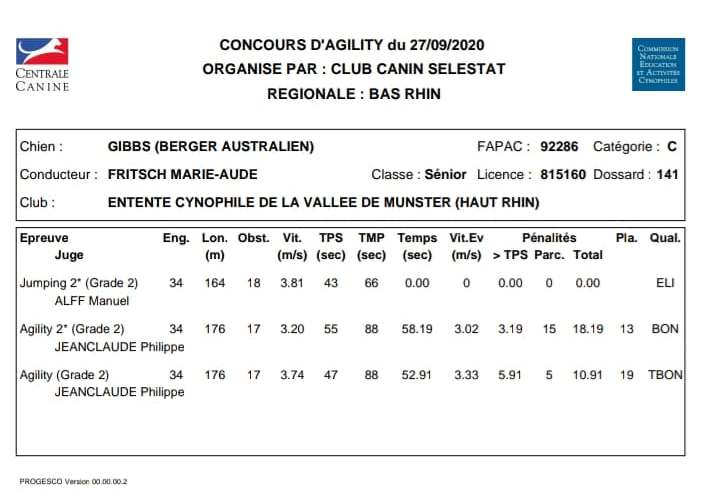 CENTRALE
CANINE
CONCOURS D'AGILITY du 27/09/2020
ORGANISE PAR : CLUB CANIN SELESTAT
REGIONALE : BAS RHIN
COMMISSION
NATIONALE
EDUCATION
ET ACTIVITÉS
CYNOPHILES
Chien : GIBBS (BERGER AUSTRALIEN) FAPAC : 92286 Catégorie : C
Conducteur : FRITSCH MARIE-AUDE Classe : Sénior Licence : 815160 Dossard : 141
Club : ENTENTE CYNOPHILE DE LA VALLEE DE MUNSTER (HAUT RHIN)
Epreuve Eng. Lon. Obst. Vit. TPS TMP Temps Vit.Ev Pénalités Pla. Qual.
Juge (m) (m/s) (sec) (sec) (sec) (m/s) > TPS Parc. Total
Jumping 2* (Grade 2) 34 164 18 3.81 43 66 0.00 0 0.00 0 0.00 ELI
ALFF Manuel
Agility 2* (Grade 2) 34 176 17 3.20 55 88 58.19 3.02 3.19 15 18.19 13 BON
JEANCLAUDE Philippe
Agility (Grade 2) 34 176 17 3.74 47 88 52.91 3.33 5.91 5 10.91 19 TBON
JEANCLAUDE Philippe
PROGESCO Version 00.00.00.2